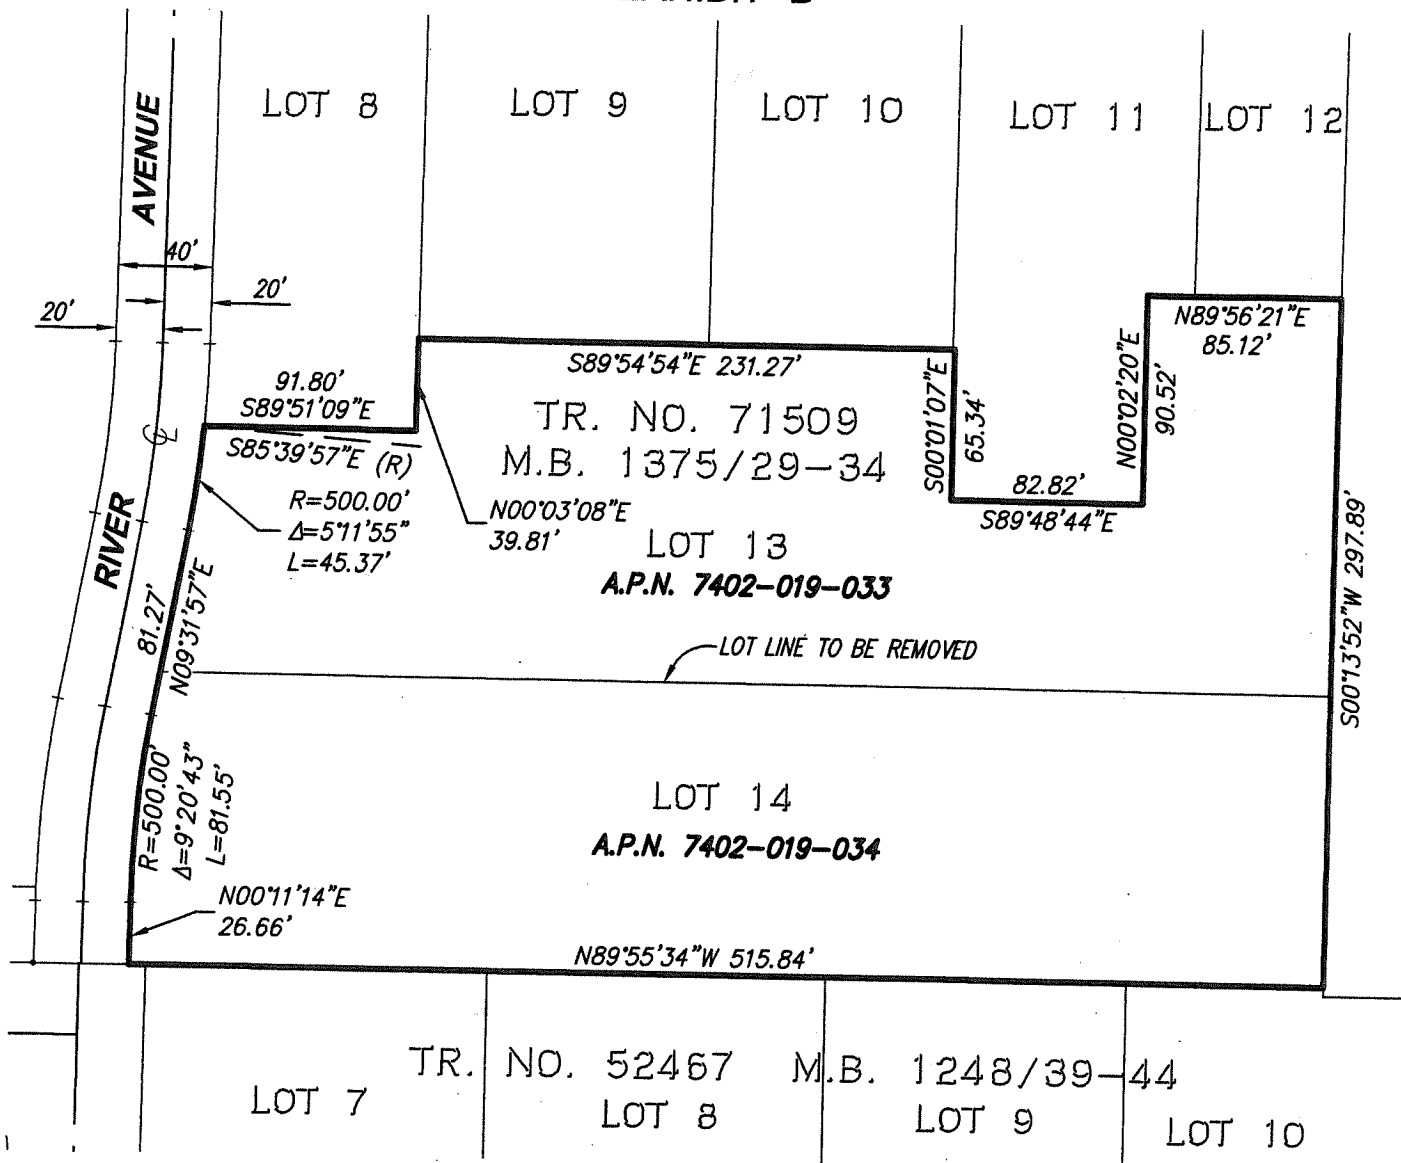 LOT 8
LOT 9
LOT 10
LOT 11
LOT 12
AVENUE
40'
20'
20'
N89°56'21"E
85.12'
S89°54'54"E 231.27'
91.80'
S89°51'09"E
S85°39'57"E (R)
TR. NO. 71509
M.B. 1375/29-34
S00°01'07"E
65.34'
N00°02'20"E
90.52'
82.82'
S89°48'44"E
R=500.00'
Δ=5°11'55"
L=45.37'
N00°03'08"E
39.81'
LOT 13
A.P.N. 7402-019-033
RIVER
81.27'
N09°31'57"E
S00°13'52"W 297.89'
LOT LINE TO BE REMOVED
R=500.00'
Δ=9°20'43"
L=81.55'
LOT 14
A.P.N. 7402-019-034
N00°11'14"E
26.66'
N89°55'34"W 515.84'
TR. NO. 52467 M.B. 1248/39-44
LOT 7
LOT 8
LOT 9
LOT 10